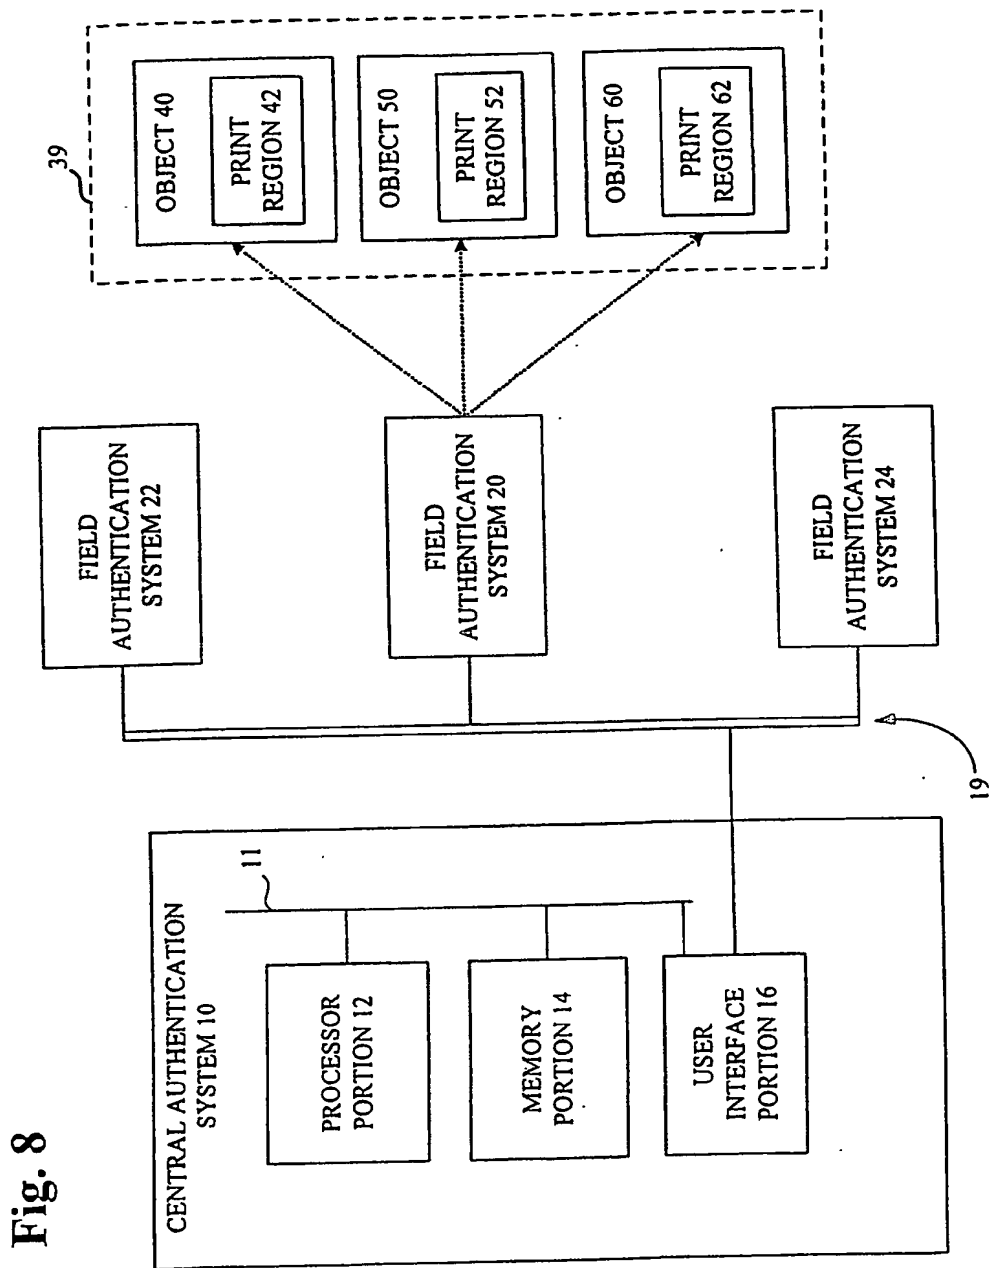 Fig. 8
CENTRAL AUTHENTICATION
SYSTEM 10
11
PROCESSOR
PORTION 12
MEMORY
PORTION 14
USER
INTERFACE
PORTION 16
19
FIELD
AUTHENTICATION
SYSTEM 22
FIELD
AUTHENTICATION
SYSTEM 20
FIELD
AUTHENTICATION
SYSTEM 24
39
OBJECT 40
PRINT
REGION 42
OBJECT 50
PRINT
REGION 52
OBJECT 60
PRINT
REGION 62